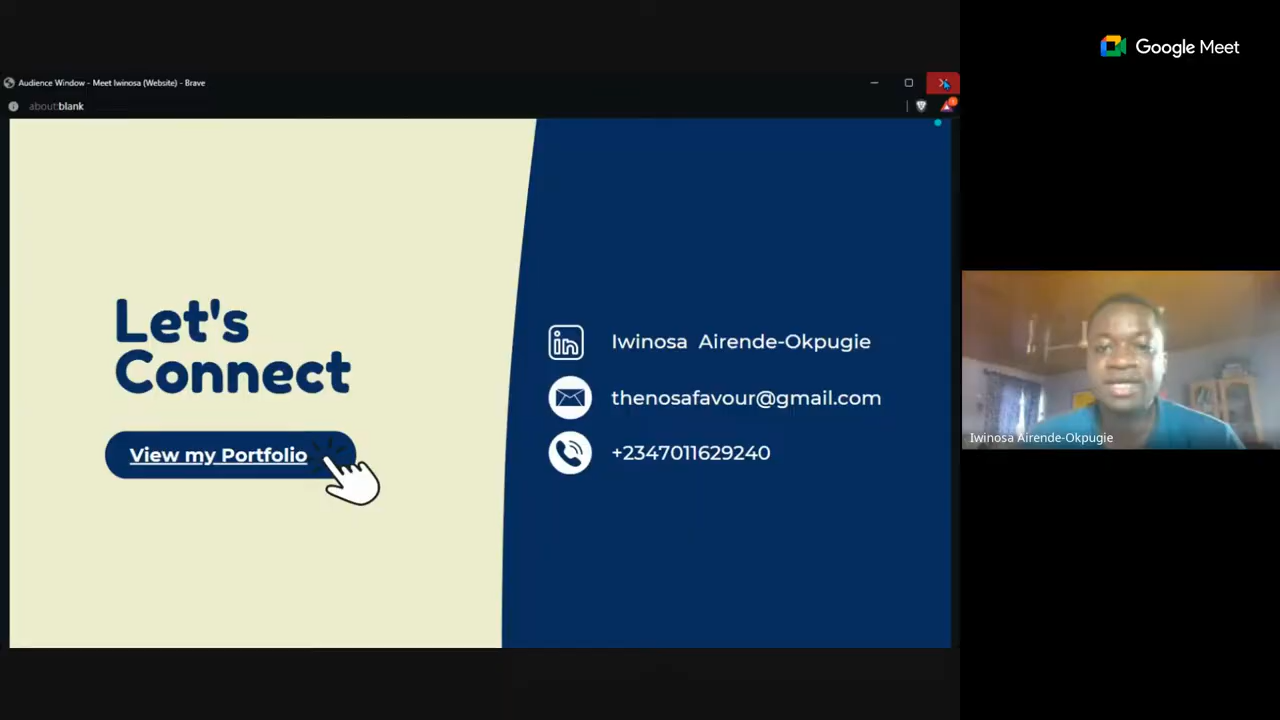 Google Meet
Audience Window - Meet Iwinosa (Website) - Brave
about:blank
Let's
Connect
View my Portfolio
Iwinosa Airende-Okpugie
thenosafavour@gmail.com
+2347011629240
Iwinosa Airende-Okpugie